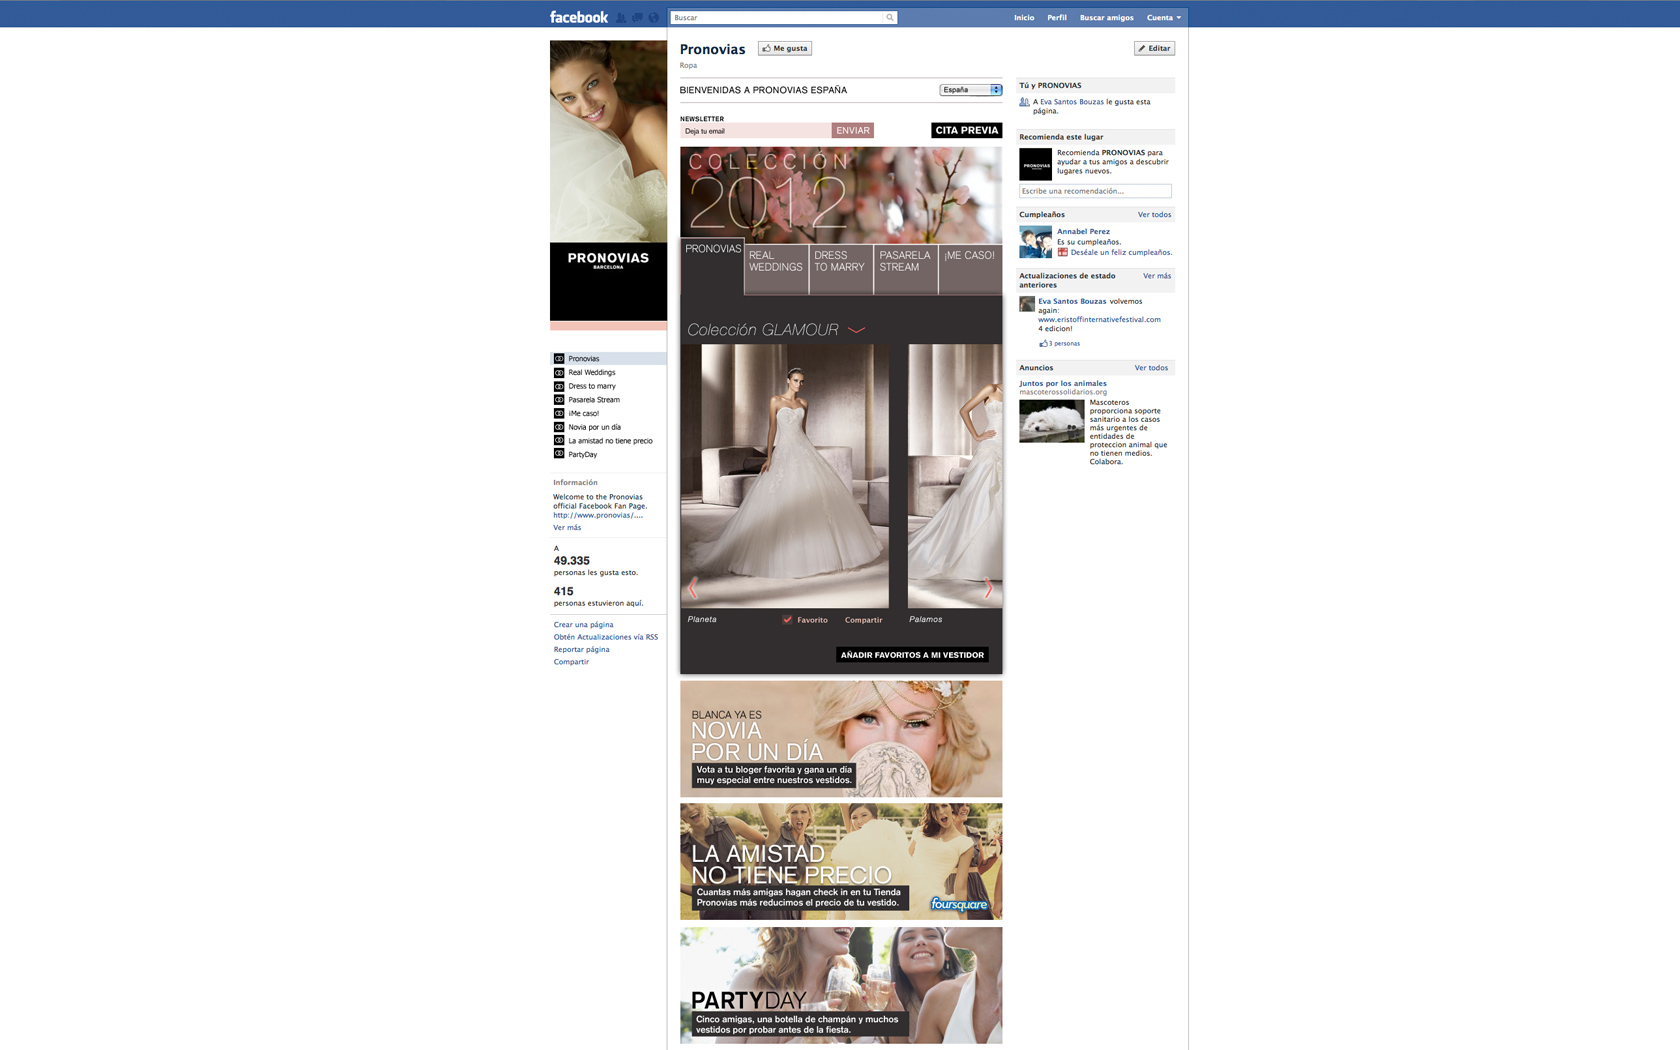 facebook
Buscar
Inicio
Perfil
Buscar amigos
Cuenta
PRONOVIAS
BARCELONA
Pronovias
Real Weddings
Dress to marry
Pasarela Stream
¡Me caso!
Novia por un día
La amistad no tiene precio
PartyDay
Información
Welcome to the Pronovias
official Facebook Fan Page.
http://www.pronovias/....
Ver más
A
49.335
personas les gusta esto.
415
personas estuvieron aquí.
Crear una página
Obtén Actualizaciones vía RSS
Reportar página
Compartir
Pronovias
Me gusta
Editar
Ropa
BIENVENIDAS A PRONOVIAS ESPAÑA
España
NEWSLETTER
Deja tu email
ENVIAR
CITA PREVIA
COLECCIÓN
2012
PRONOVIAS
REAL
WEDDINGS
DRESS
TO MARRY
PASARELA
STREAM
¡ME CASO!
Colección GLAMOUR
Planeta
Favorito
Compartir
Palamos
AÑADIR FAVORITOS A MI VESTIDOR
BLANCA YA ES
NOVIA
POR UN DÍA
Vota a tu bloger favorita y gana un día
muy especial entre nuestros vestidos.
LA AMISTAD
NO TIENE PRECIO
Cuantas más amigas hagan check in en tu Tienda
Pronovias más reducimos el precio de tu vestido.
foursquare
PARTYDAY
Cinco amigas, una botella de champán y muchos
vestidos por probar antes de la fiesta.
Tú y PRONOVIAS
A Eva Santos Bouzas le gusta esta
página.
Recomienda este lugar
PRONOVIAS
Recomienda PRONOVIAS para
ayudar a tus amigos a descubrir
lugares nuevos.
Escribe una recomendación...
Cumpleaños
Ver todos
Annabel Perez
Es su cumpleaños.
Deséale un feliz cumpleaños.
Actualizaciones de estado
anteriores
Ver más
Eva Santos Bouzas volvemos
again:
www.eristoffinternativefestival.com
4 edicion!
3 personas
Anuncios
Ver todos
Juntos por los animales
mascoterossolidarios.org
Mascoteros
proporciona soporte
sanitario a los casos
más urgentes de
entidades de
proteccion animal que
no tienen medios.
Colabora.